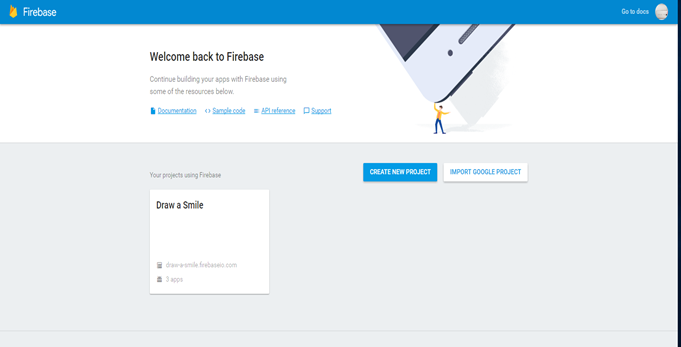 Firebase
Go to docs
Welcome back to Firebase
Continue building your apps with Firebase using
some of the resources below.
Documentation Sample code API reference Support
Your projects using Firebase
CREATE NEW PROJECT IMPORT GOOGLE PROJECT
Draw a Smile
draw-a-smile.firebaseio.com
3 apps